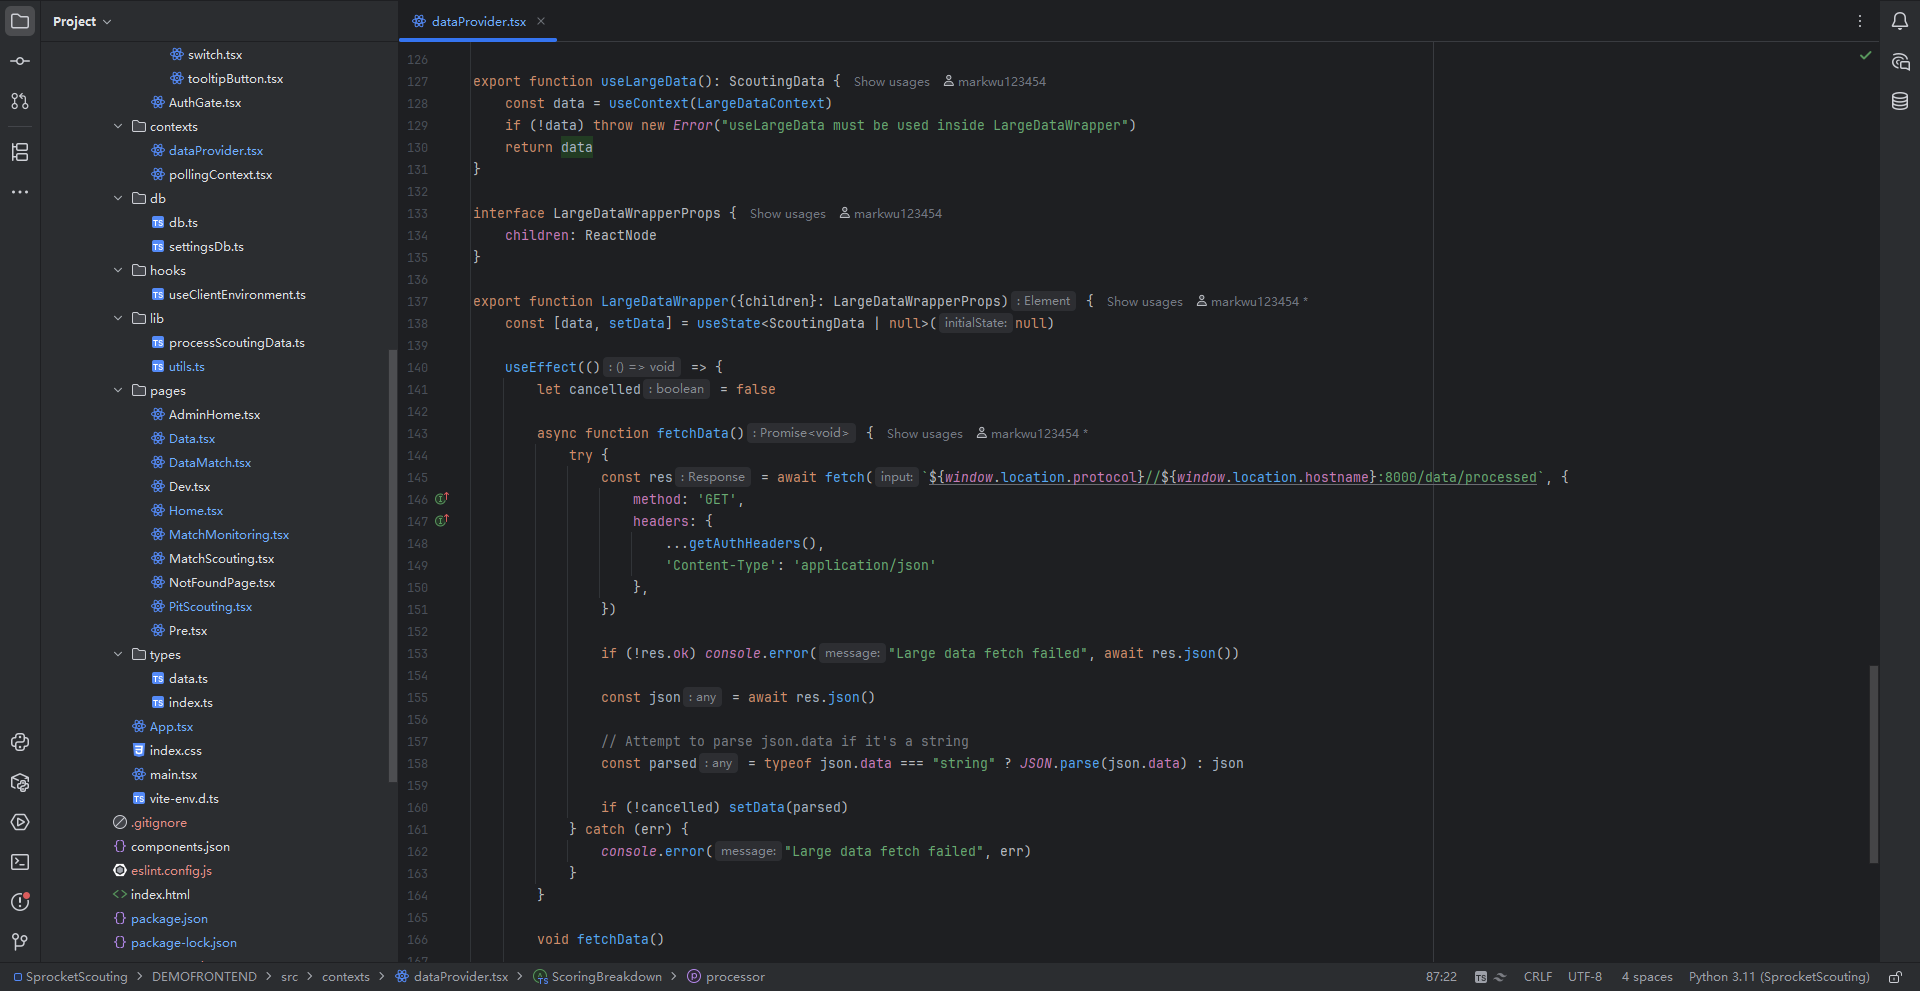 Project
dataProvider.tsx
switch.tsx
tooltipButton.tsx
AuthGate.tsx
contexts
dataProvider.tsx
pollingContext.tsx
db
db.ts
settingsDb.ts
hooks
useClientEnvironment.ts
lib
processScoutingData.ts
utils.ts
pages
AdminHome.tsx
Data.tsx
DataMatch.tsx
Dev.tsx
Home.tsx
MatchMonitoring.tsx
MatchScouting.tsx
NotFoundPage.tsx
PitScouting.tsx
Pre.tsx
types
data.ts
index.ts
App.tsx
index.css
main.tsx
vite-env.d.ts
.gitignore
components.json
eslint.config.js
index.html
package.json
package-lock.json
126
127 export function useLargeData(): ScoutingData { Show usages markwu123454
128 const data = useContext(LargeDataContext)
129 if (!data) throw new Error("useLargeData must be used inside LargeDataWrapper")
130 return data
131 }
132
133 interface LargeDataWrapperProps { Show usages markwu123454
134 children: ReactNode
135 }
136
137 export function LargeDataWrapper({children}: LargeDataWrapperProps) : Element { Show usages markwu123454 *
138 const [data, setData] = useState<ScoutingData | null>( initialState: null)
139
140 useEffect(() : () => void => {
141 let cancelled : boolean = false
142
143 async function fetchData() : Promise<void> { Show usages markwu123454 *
144 try {
145 const res : Response = await fetch( input: `${window.location.protocol}//${window.location.hostname}:8000/data/processed`, {
146 method: 'GET',
147 headers: {
148 ...getAuthHeaders(),
149 'Content-Type': 'application/json'
150 },
151 })
152
153 if (!res.ok) console.error( message: "Large data fetch failed", await res.json())
154
155 const json : any = await res.json()
156
157 // Attempt to parse json.data if it's a string
158 const parsed : any = typeof json.data === "string" ? JSON.parse(json.data) : json
159
160 if (!cancelled) setData(parsed)
161 } catch (err) {
162 console.error( message: "Large data fetch failed", err)
163 }
164 }
165
166 void fetchData()
167
SprocketScouting > DEMOFRONTEND > src > contexts > dataProvider.tsx > ScoringBreakdown > processor
87:22 CRLF UTF-8 4 spaces Python 3.11 (SprocketScouting)